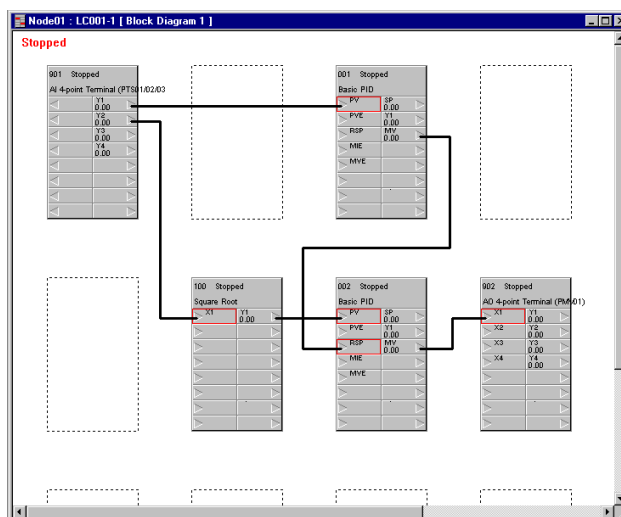 Node01 : LC001-1 [ Block Diagram 1 ]
Stopped
901 Stopped
AI 4-point Terminal (PTS01/02/03
Y1
0.00
Y2
0.00
Y3
0.00
Y4
0.00
001 Stopped
Basic PID
PV SP
0.00
PVE Y1
0.00
RSP MV
0.00
MIE
MVE
100 Stopped
Square Root
X1 Y1
0.00
002 Stopped
Basic PID
PV SP
0.00
PVE Y1
0.00
RSP MV
0.00
MIE
MVE
902 Stopped
AO 4-point Terminal
X1 Y1
0.00
X2 Y2
0.00
X3 Y3
0.00
X4 Y4
0.00